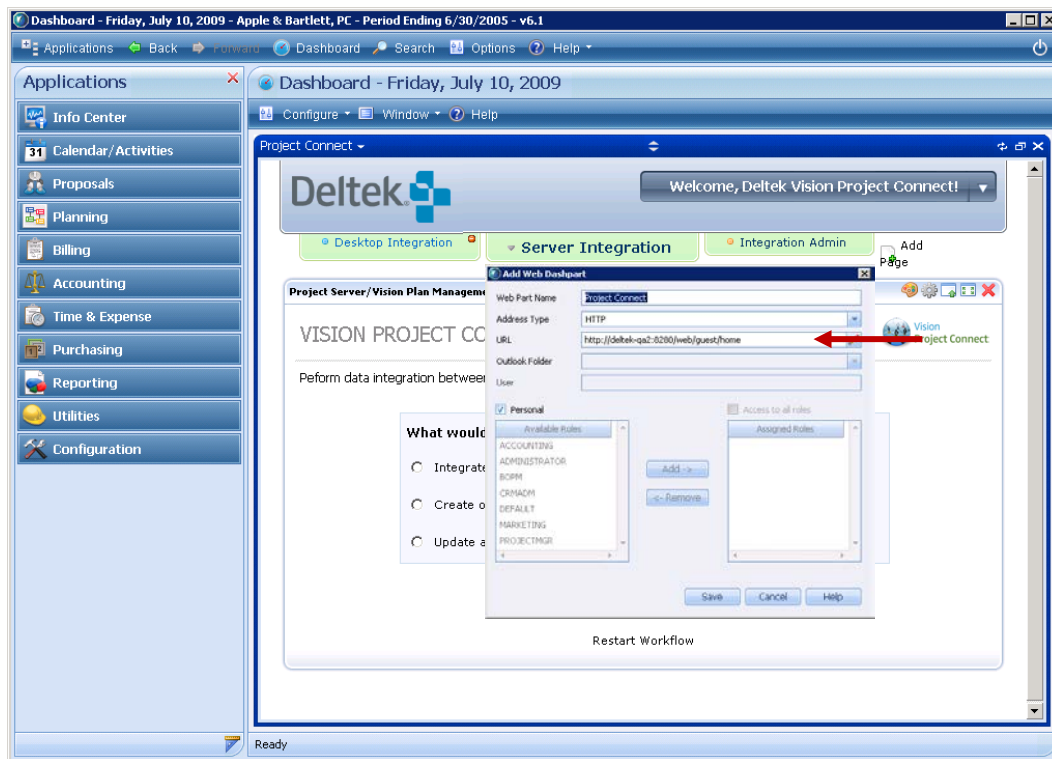 Dashboard - Friday, July 10, 2009 - Apple & Bartlett, PC - Period Ending 6/30/2005 - v6.1
Applications Back Forward Dashboard Search Options Help
Applications
Info Center
31 Calendar/Activities
Proposals
Planning
Billing
Accounting
Time & Expense
Purchasing
Reporting
Utilities
Configuration
Dashboard - Friday, July 10, 2009
Configure Window Help
Project Connect
Deltek
Welcome, Deltek Vision Project Connect!
Desktop Integration
Server Integration
Integration Admin
Add Page
Project Server/Vision Plan Manageme
VISION PROJECT CO
Vision
Project Connect
Peform data integration between
What would
Integrate
Create o
Update a
Add Web Dashpart
Web Part Name Project Connect
Address Type HTTP
URL http://deltek-qa2:8280/web/guest/home
Outlook Folder
User
Personal
Access to all roles
Available Roles
ACCOUNTING
ADMINISTRATOR
BOPM
CRMADM
DEFAULT
MARKETING
PROJECTMGR
Add ->
<- Remove
Assigned Roles
Save Cancel Help
Restart Workflow
Ready